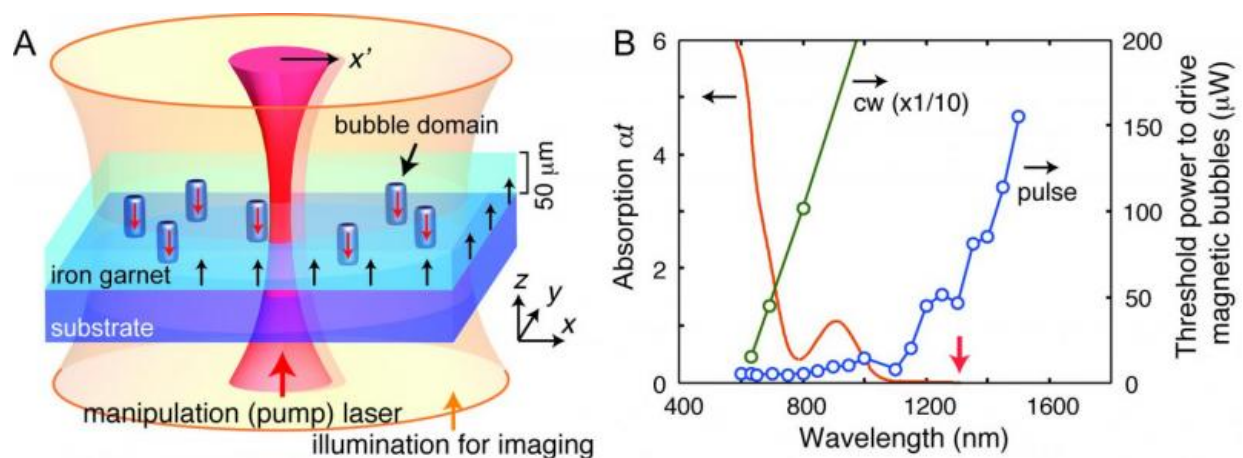 A
x'
bubble domain
50 μm
iron garnet
substrate
z
y
x
manipulation (pump) laser
illumination for imaging
B
6
4
2
0
Absorption αt
cw (x1/10)
pulse
200
150
100
50
0
Threshold power to drive
magnetic bubbles (μW)
400
800
1200
1600
Wavelength (nm)